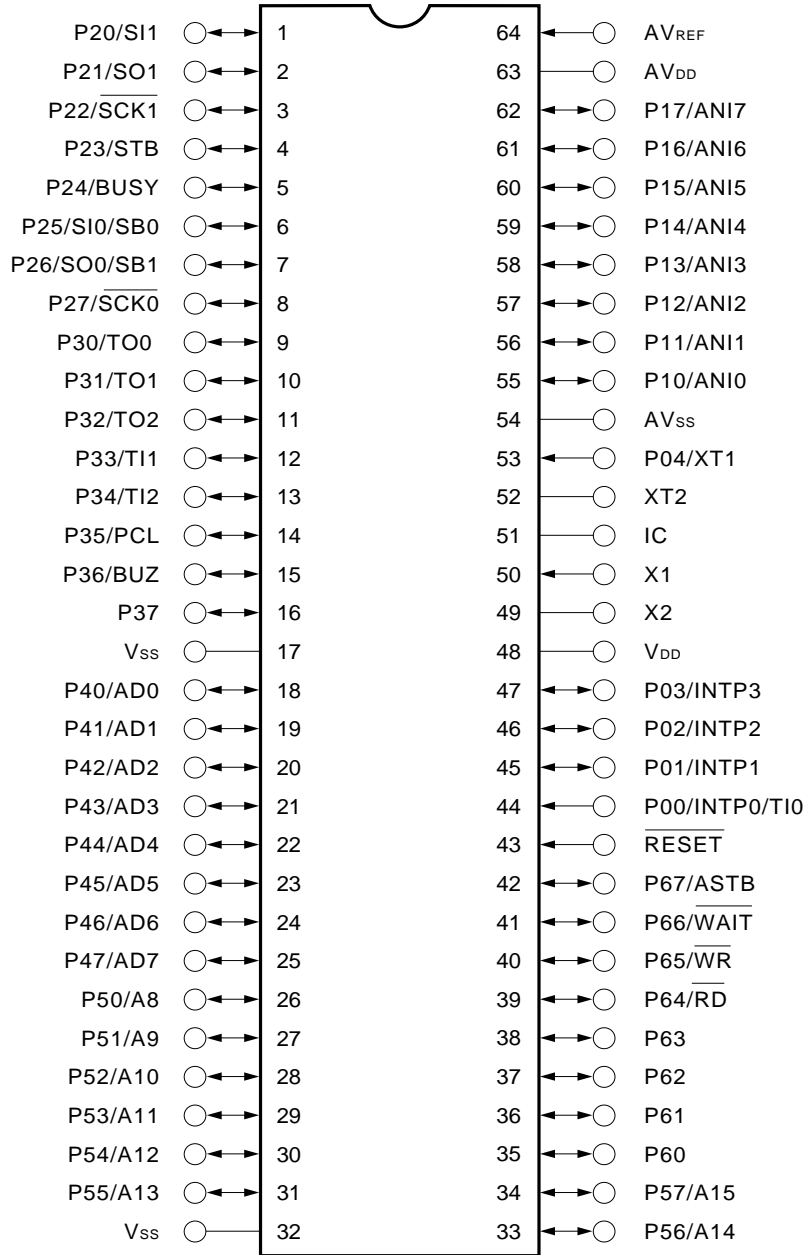 P20/SI1 1 64 AVREF
P21/SO1 2 63 AVDD
P22/SCK1 3 62 P17/ANI7
P23/STB 4 61 P16/ANI6
P24/BUSY 5 60 P15/ANI5
P25/SI0/SB0 6 59 P14/ANI4
P26/SO0/SB1 7 58 P13/ANI3
P27/SCK0 8 57 P12/ANI2
P30/TO0 9 56 P11/ANI1
P31/TO1 10 55 P10/ANI0
P32/TO2 11 54 AVss
P33/TI1 12 53 P04/XT1
P34/TI2 13 52 XT2
P35/PCL 14 51 IC
P36/BUZ 15 50 X1
P37 16 49 X2
Vss 17 48 VDD
P40/AD0 18 47 P03/INTP3
P41/AD1 19 46 P02/INTP2
P42/AD2 20 45 P01/INTP1
P43/AD3 21 44 P00/INTP0/TI0
P44/AD4 22 43 RESET
P45/AD5 23 42 P67/ASTB
P46/AD6 24 41 P66/WAIT
P47/AD7 25 40 P65/WR
P50/A8 26 39 P64/RD
P51/A9 27 38 P63
P52/A10 28 37 P62
P53/A11 29 36 P61
P54/A12 30 35 P60
P55/A13 31 34 P57/A15
Vss 32 33 P56/A14